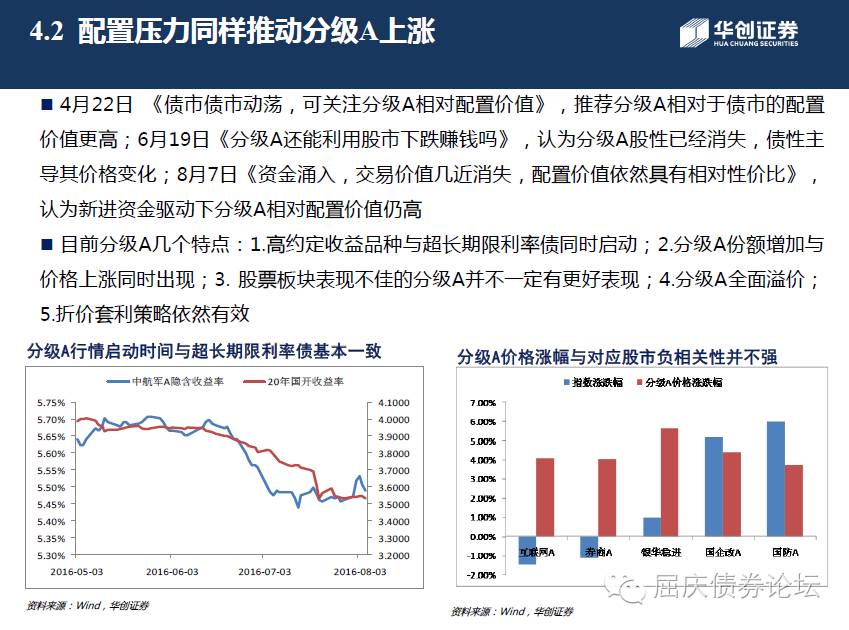 4.2 配置压力同样推动分级A上涨
华创证券
HUA CHUANG SECURITIES
■ 4月22日 《债市债市动荡，可关注分级A相对配置价值》，推荐分级A相对于债市的配置
价值更高；6月19日《分级A还能利用股市下跌赚钱吗》，认为分级A股性已经消失，债性主
导其价格变化；8月7日《资金涌入，交易价值几近消失，配置价值依然具有相对性价比》，
认为新进资金驱动下分级A相对配置价值仍高
■ 目前分级A几个特点：1.高约定收益品种与超长期限利率债同时启动；2.分级A份额增加与
价格上涨同时出现；3. 股票板块表现不佳的分级A并不一定有更好表现；4.分级A全面溢价；
5.折价套利策略依然有效
分级A行情启动时间与超长期限利率债基本一致
中航军A隐含收益率 20年国开收益率
5.75%
5.70%
5.65%
5.60%
5.55%
5.50%
5.45%
5.40%
5.35%
5.30%
4.1000
4.0000
3.9000
3.8000
3.7000
3.6000
3.5000
3.4000
3.3000
3.2000
2016-05-03 2016-06-03 2016-07-03 2016-08-03
资料来源：Wind，华创证券
分级A价格涨幅与对应股市负相关性并不强
指数涨跌幅 分级A价格涨跌幅
7.00%
6.00%
5.00%
4.00%
3.00%
2.00%
1.00%
0.00%
-1.00%
-2.00%
互联网A 券商A 银华稳进 国企改A 国防A
屈庆债券论坛
资料来源：Wind，华创证券